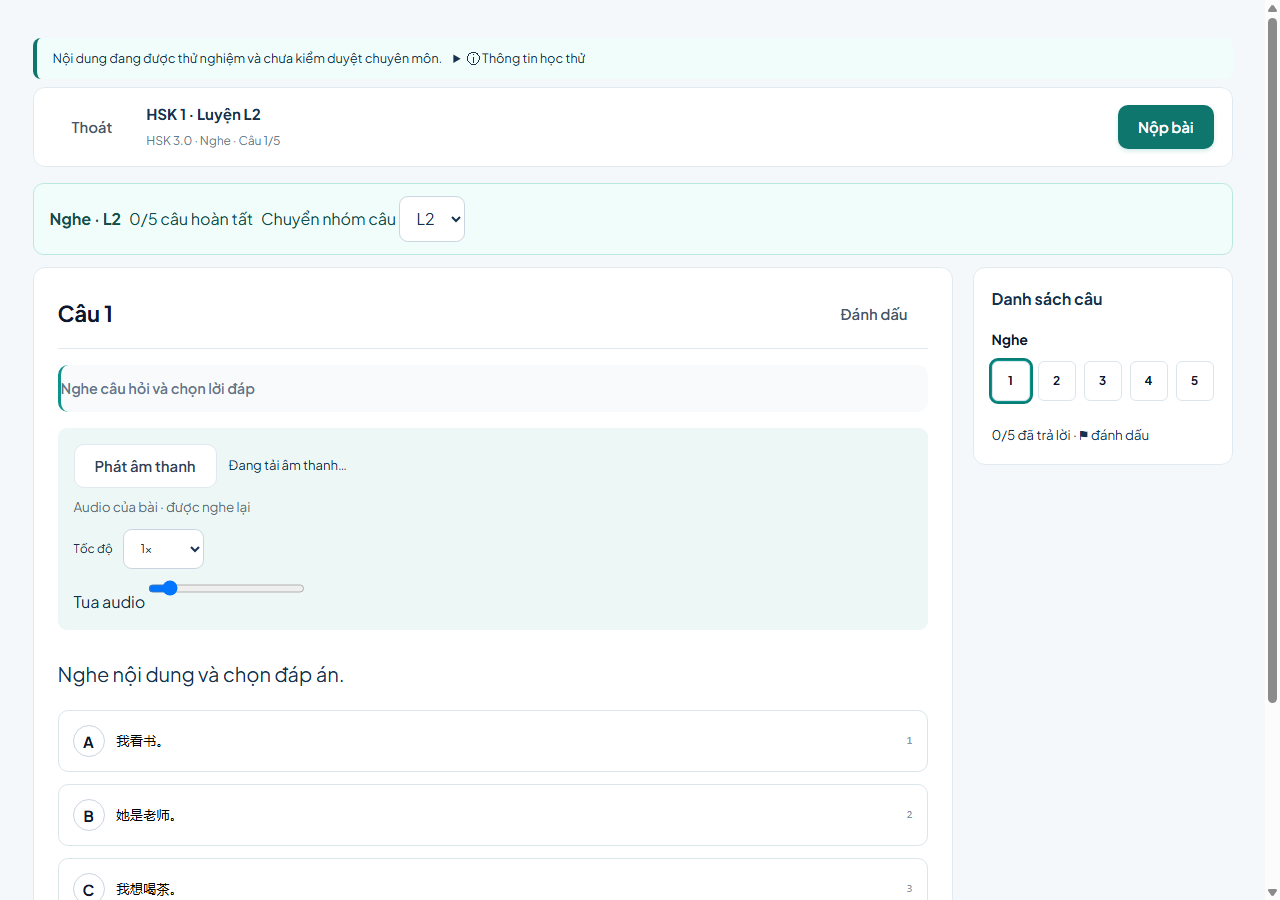 Nội dung đang được thử nghiệm và chưa kiểm duyệt chuyên môn. ▶ ⓘ Thông tin học thử
Thoát
HSK 1 · Luyện L2
HSK 3.0 · Nghe · Câu 1/5
Nộp bài
Nghe · L2 0/5 câu hoàn tất Chuyển nhóm câu L2
Câu 1
Đánh dấu
Nghe câu hỏi và chọn lời đáp
Phát âm thanh Đang tải âm thanh…
Audio của bài · được nghe lại
Tốc độ 1×
Tua audio
Nghe nội dung và chọn đáp án.
A 我看书。 1
B 她是老师。 2
C 我想喝茶。 3
Danh sách câu
Nghe
1 2 3 4 5
0/5 đã trả lời · ⚑ đánh dấu